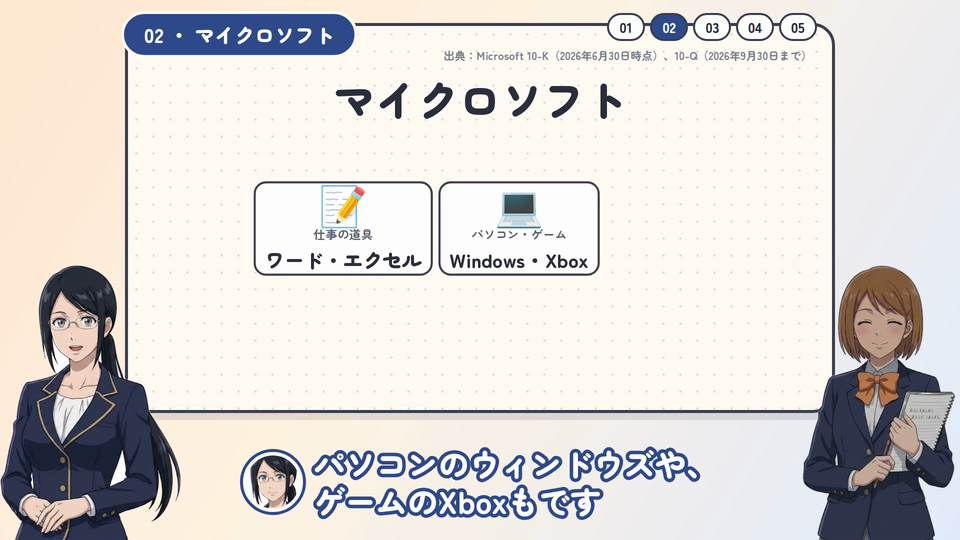 02 ・ マイクロソフト
01 02 03 04 05
出典：Microsoft 10-K（2026年6月30日時点）、10-Q（2026年9月30日まで）
マイクロソフト
仕事の道具
ワード・エクセル
パソコン・ゲーム
Windows・Xbox
パソコンのウィンドウズや、
ゲームのXboxもです